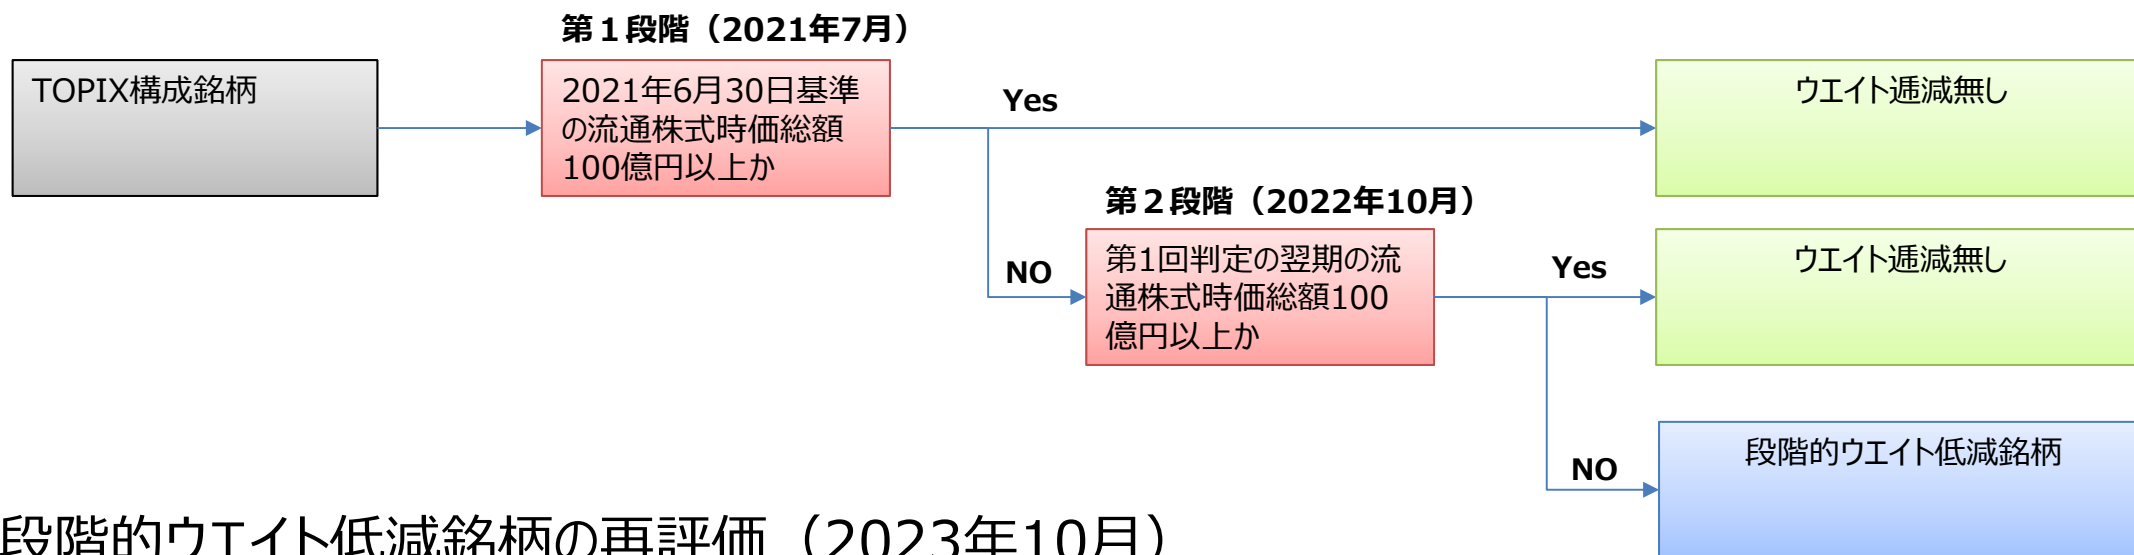 第１段階（2021年7月）
TOPIX構成銘柄
2021年6月30日基準
の流通株式時価総額
100億円以上か
Yes
ウエイト逓減無し
第２段階（2022年10月）
NO
第1回判定の翌期の流
通株式時価総額100
億円以上か
Yes
ウエイト逓減無し
NO
段階的ウエイト低減銘柄
段階的ウエイト低減銘柄の再評価（2023年10月）